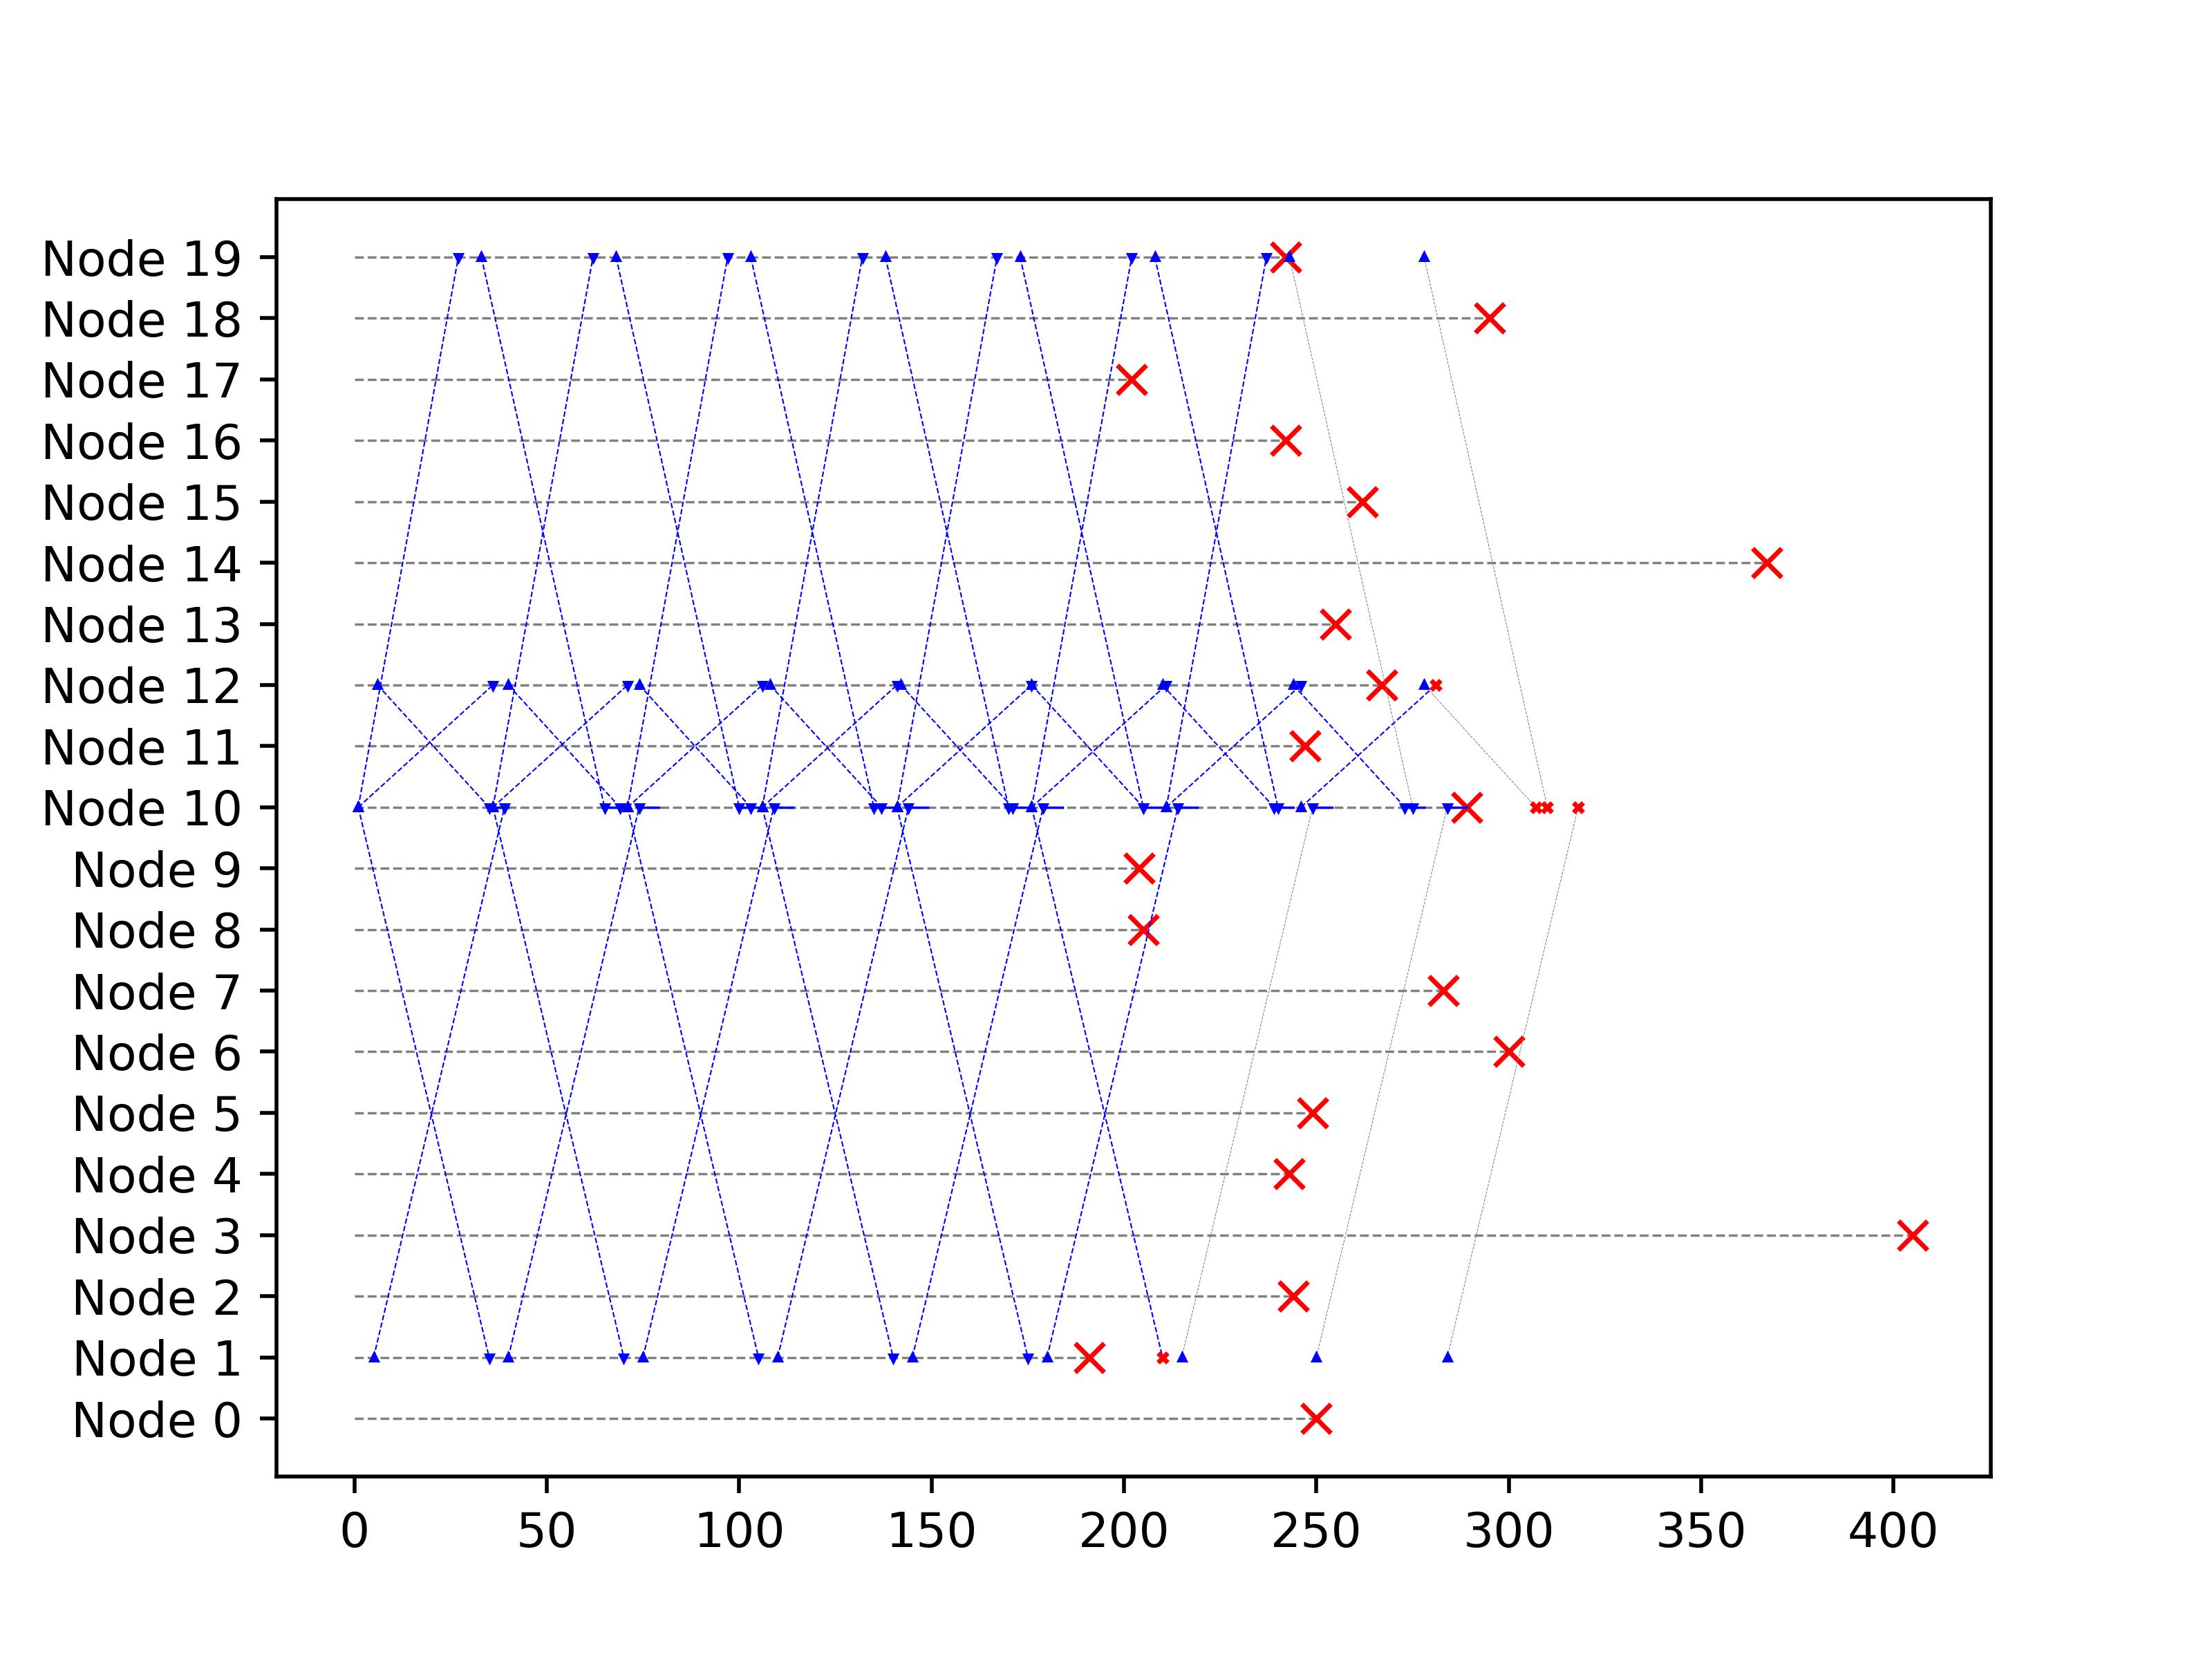 Node 19
Node 18
Node 17
Node 16
Node 15
Node 14
Node 13
Node 12
Node 11
Node 10
Node 9
Node 8
Node 7
Node 6
Node 5
Node 4
Node 3
Node 2
Node 1
Node 0
0 50 100 150 200 250 300 350 400